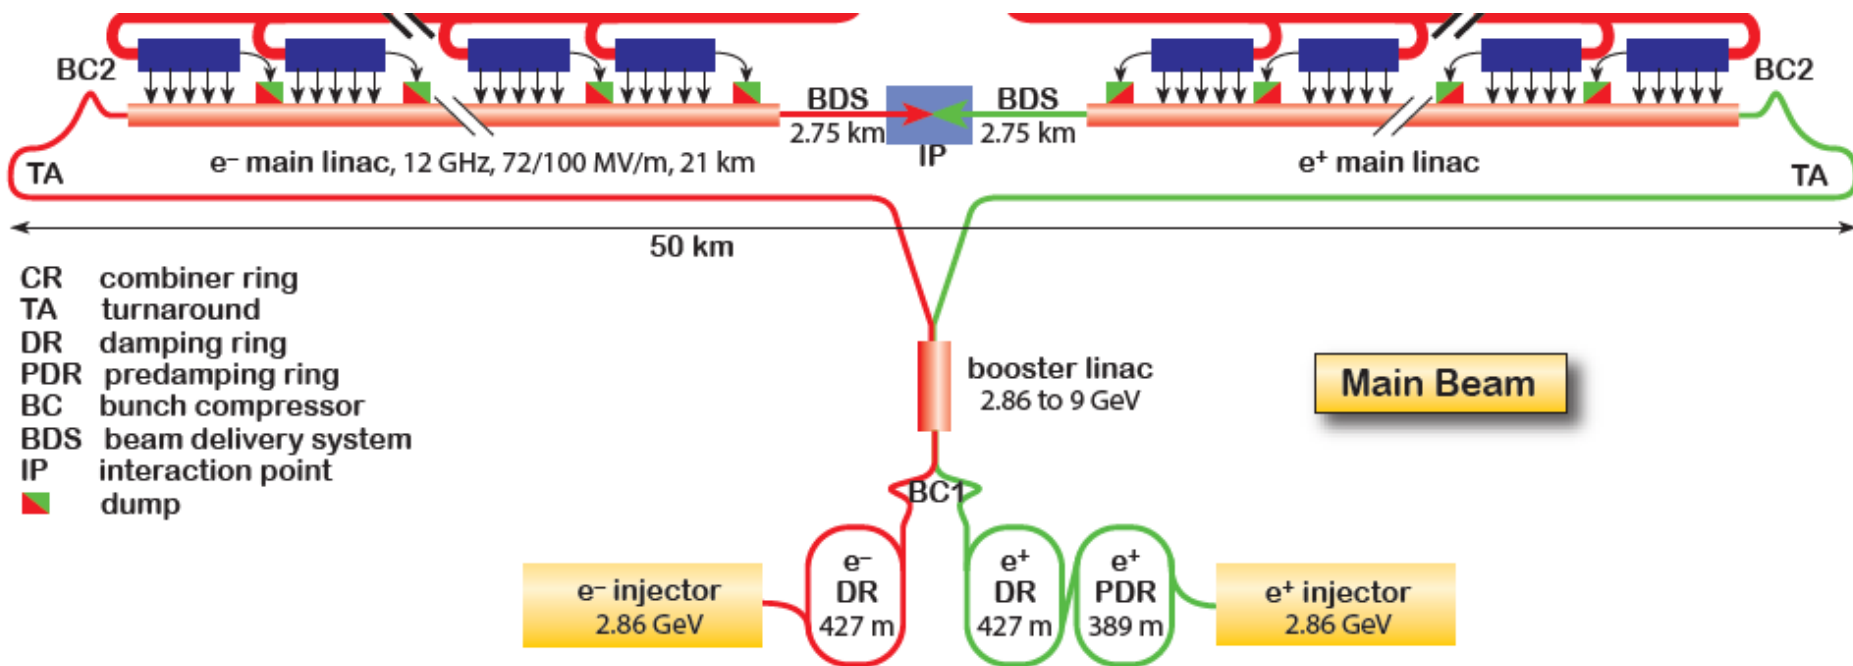 BC2
BC2
BDS
BDS
2.75 km
2.75 km
IP
e⁻ main linac, 12 GHz, 72/100 MV/m, 21 km
e⁺ main linac
TA
TA
50 km
CR combiner ring
TA turnaround
DR damping ring
PDR predamping ring
BC bunch compressor
BDS beam delivery system
IP interaction point
dump
booster linac
2.86 to 9 GeV
Main Beam
BC1
e⁻ injector
2.86 GeV
e⁻
DR
427 m
e⁺
DR
427 m
e⁺
PDR
389 m
e⁺ injector
2.86 GeV